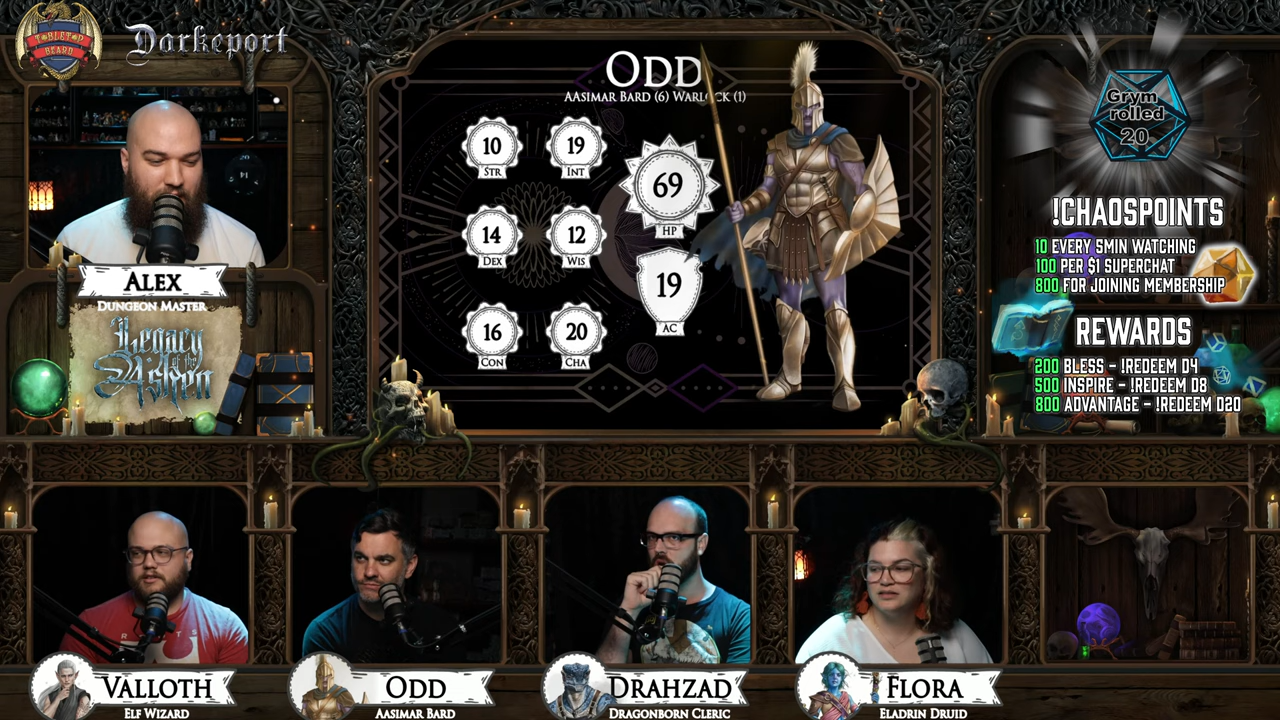 TABLETOP
BEARD
Darkeport
ALEX
DUNGEON MASTER
Legacy
of the
Asteen
ODD
AASIMAR BARD (6) WARLOCK (1)
10
STR
19
INT
14
DEX
12
WIS
16
CON
20
CHA
69
HP
19
AC
Grym
rolled
20
!CHAOSPOINTS
10 EVERY 5MIN WATCHING
100 PER $1 SUPERCHAT
800 FOR JOINING MEMBERSHIP
REWARDS
200 BLESS - !REDEEM D4
500 INSPIRE - !REDEEM D8
800 ADVANTAGE - !REDEEM D20
VALLOTH
ELF WIZARD
ODD
AASIMAR BARD
DRAHZAD
DRAGONBORN CLERIC
FLORA
ELADRIN DRUID